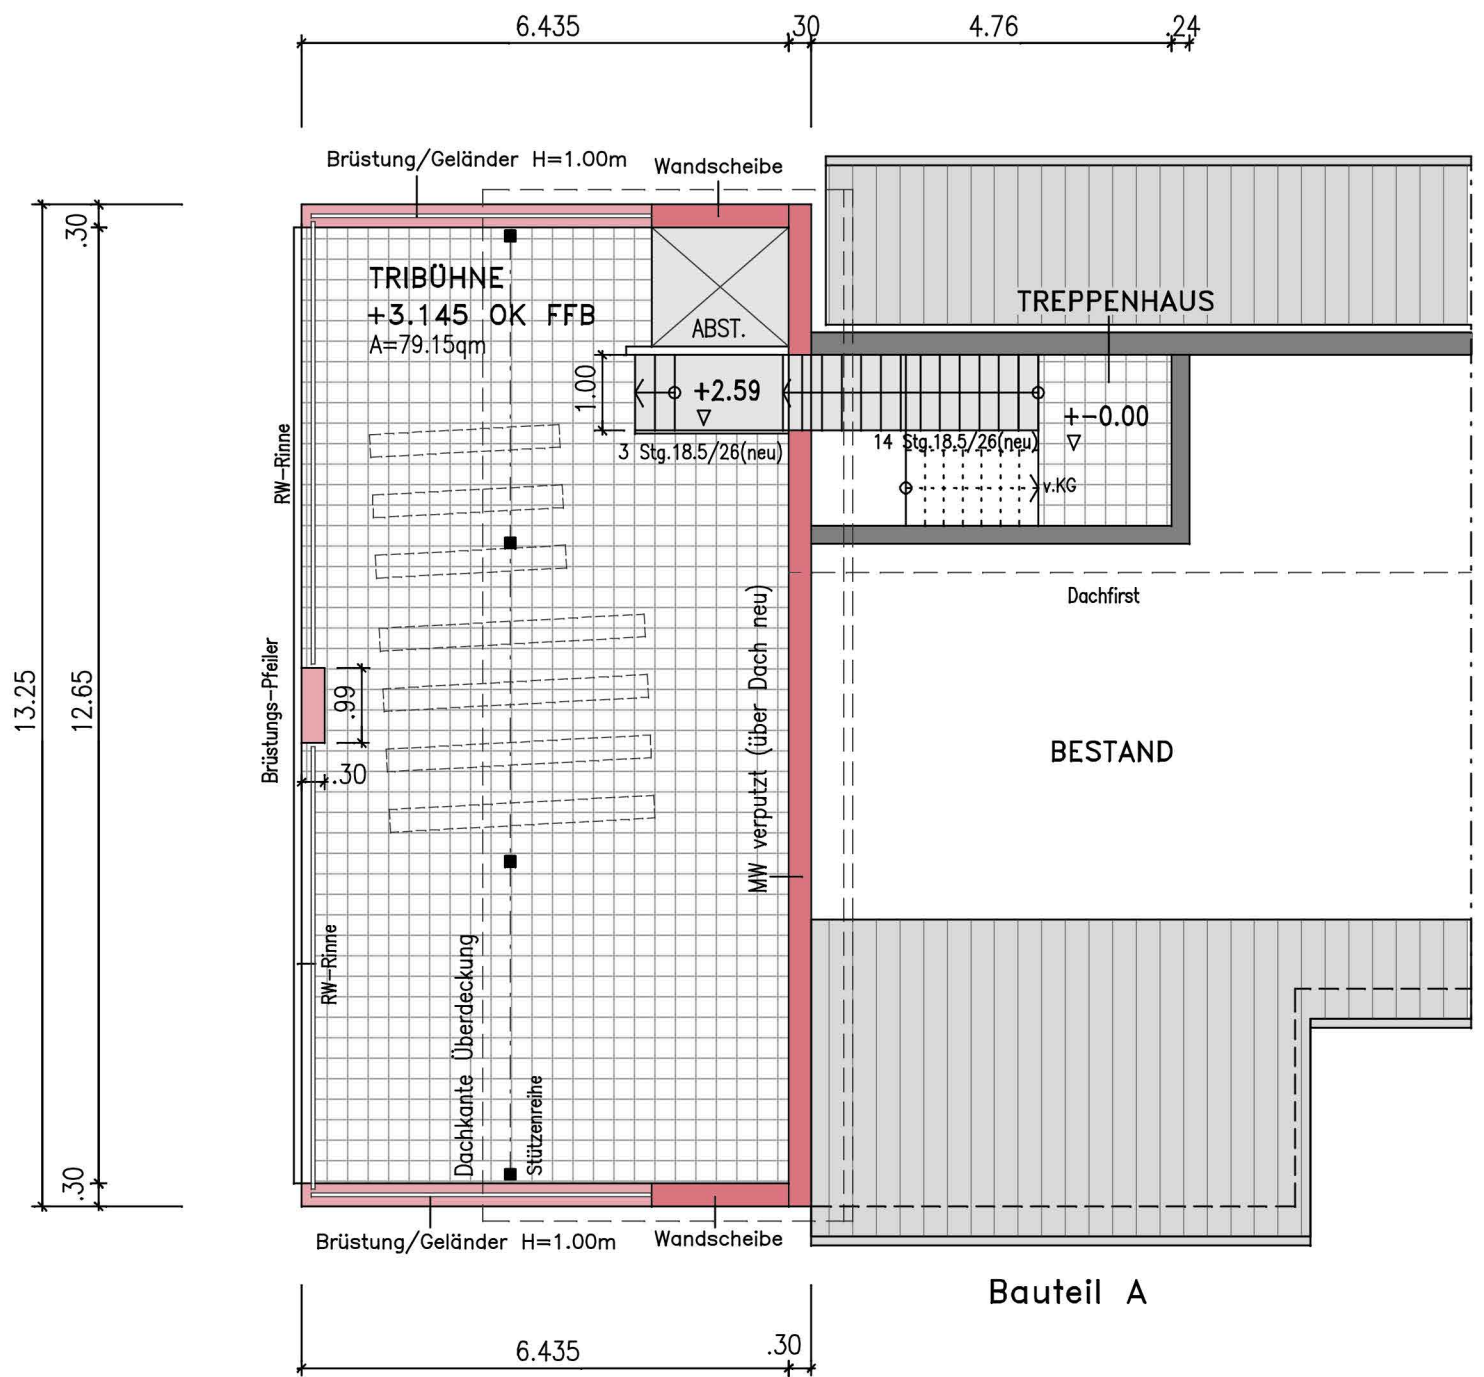 6.435
.30
4.76
.24
Brüstung/Geländer H=1.00m
Wandscheibe
.30
TRIBÜHNE
+3.145 OK FFB
A=79.15qm
ABST.
TREPPENHAUS
1.00
+2.59
+-0.00
3 Stg.18.5/26(neu)
14 Stg.18.5/26(neu)
v.KG
RW-Rinne
Dachfirst
13.25
12.65
Brüstungs-Pfeiler
.99
.30
MW verputzt (über Dach neu)
BESTAND
RW-Rinne
Dachkante Überdeckung
Stützenreihe
.30
Brüstung/Geländer H=1.00m
Wandscheibe
Bauteil A
6.435
.30